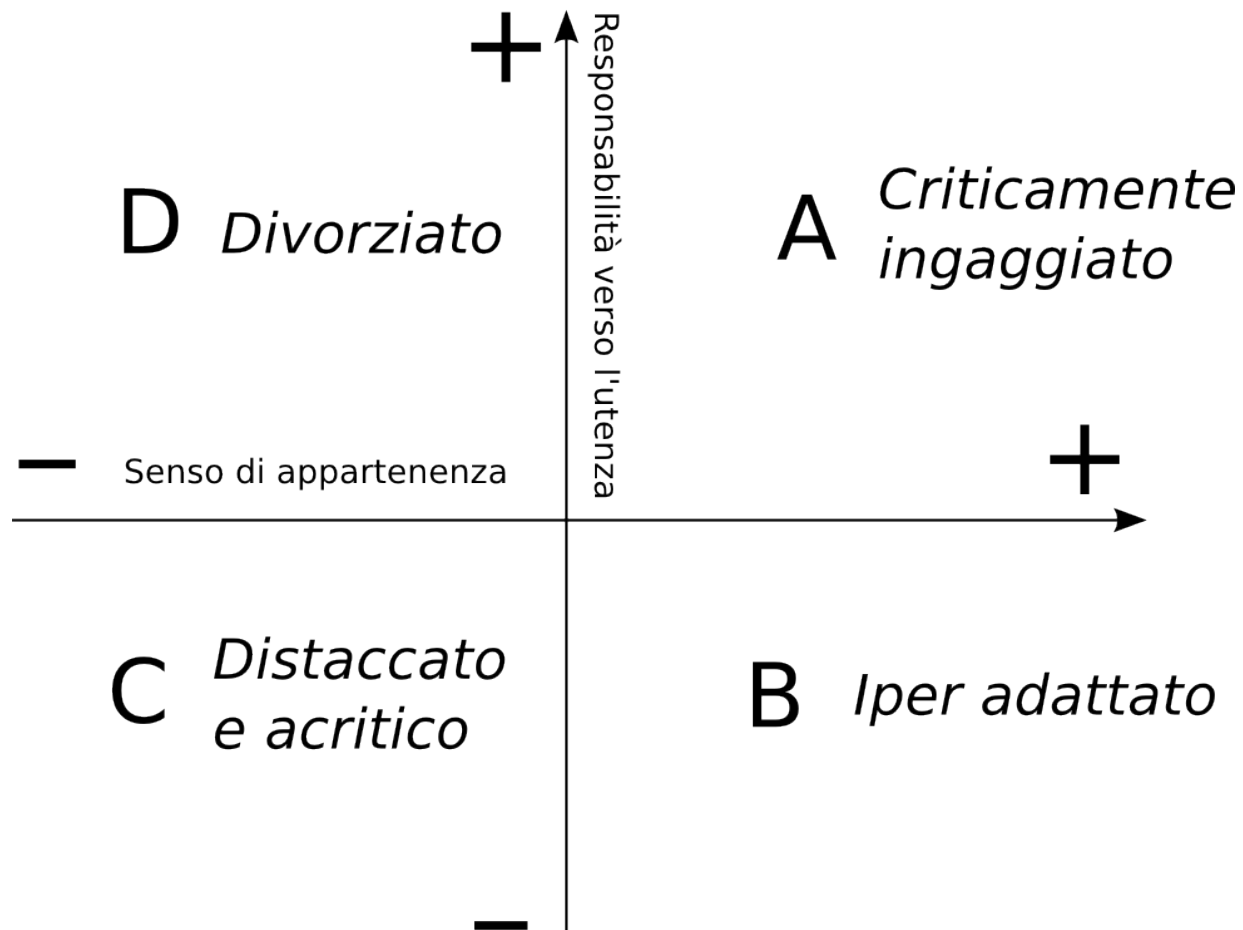 +
Responsabilità verso l'utenza
D Divorziato
A Criticamente
ingaggiato
− Senso di appartenenza
+
C Distaccato
e acritico
B Iper adattato
−